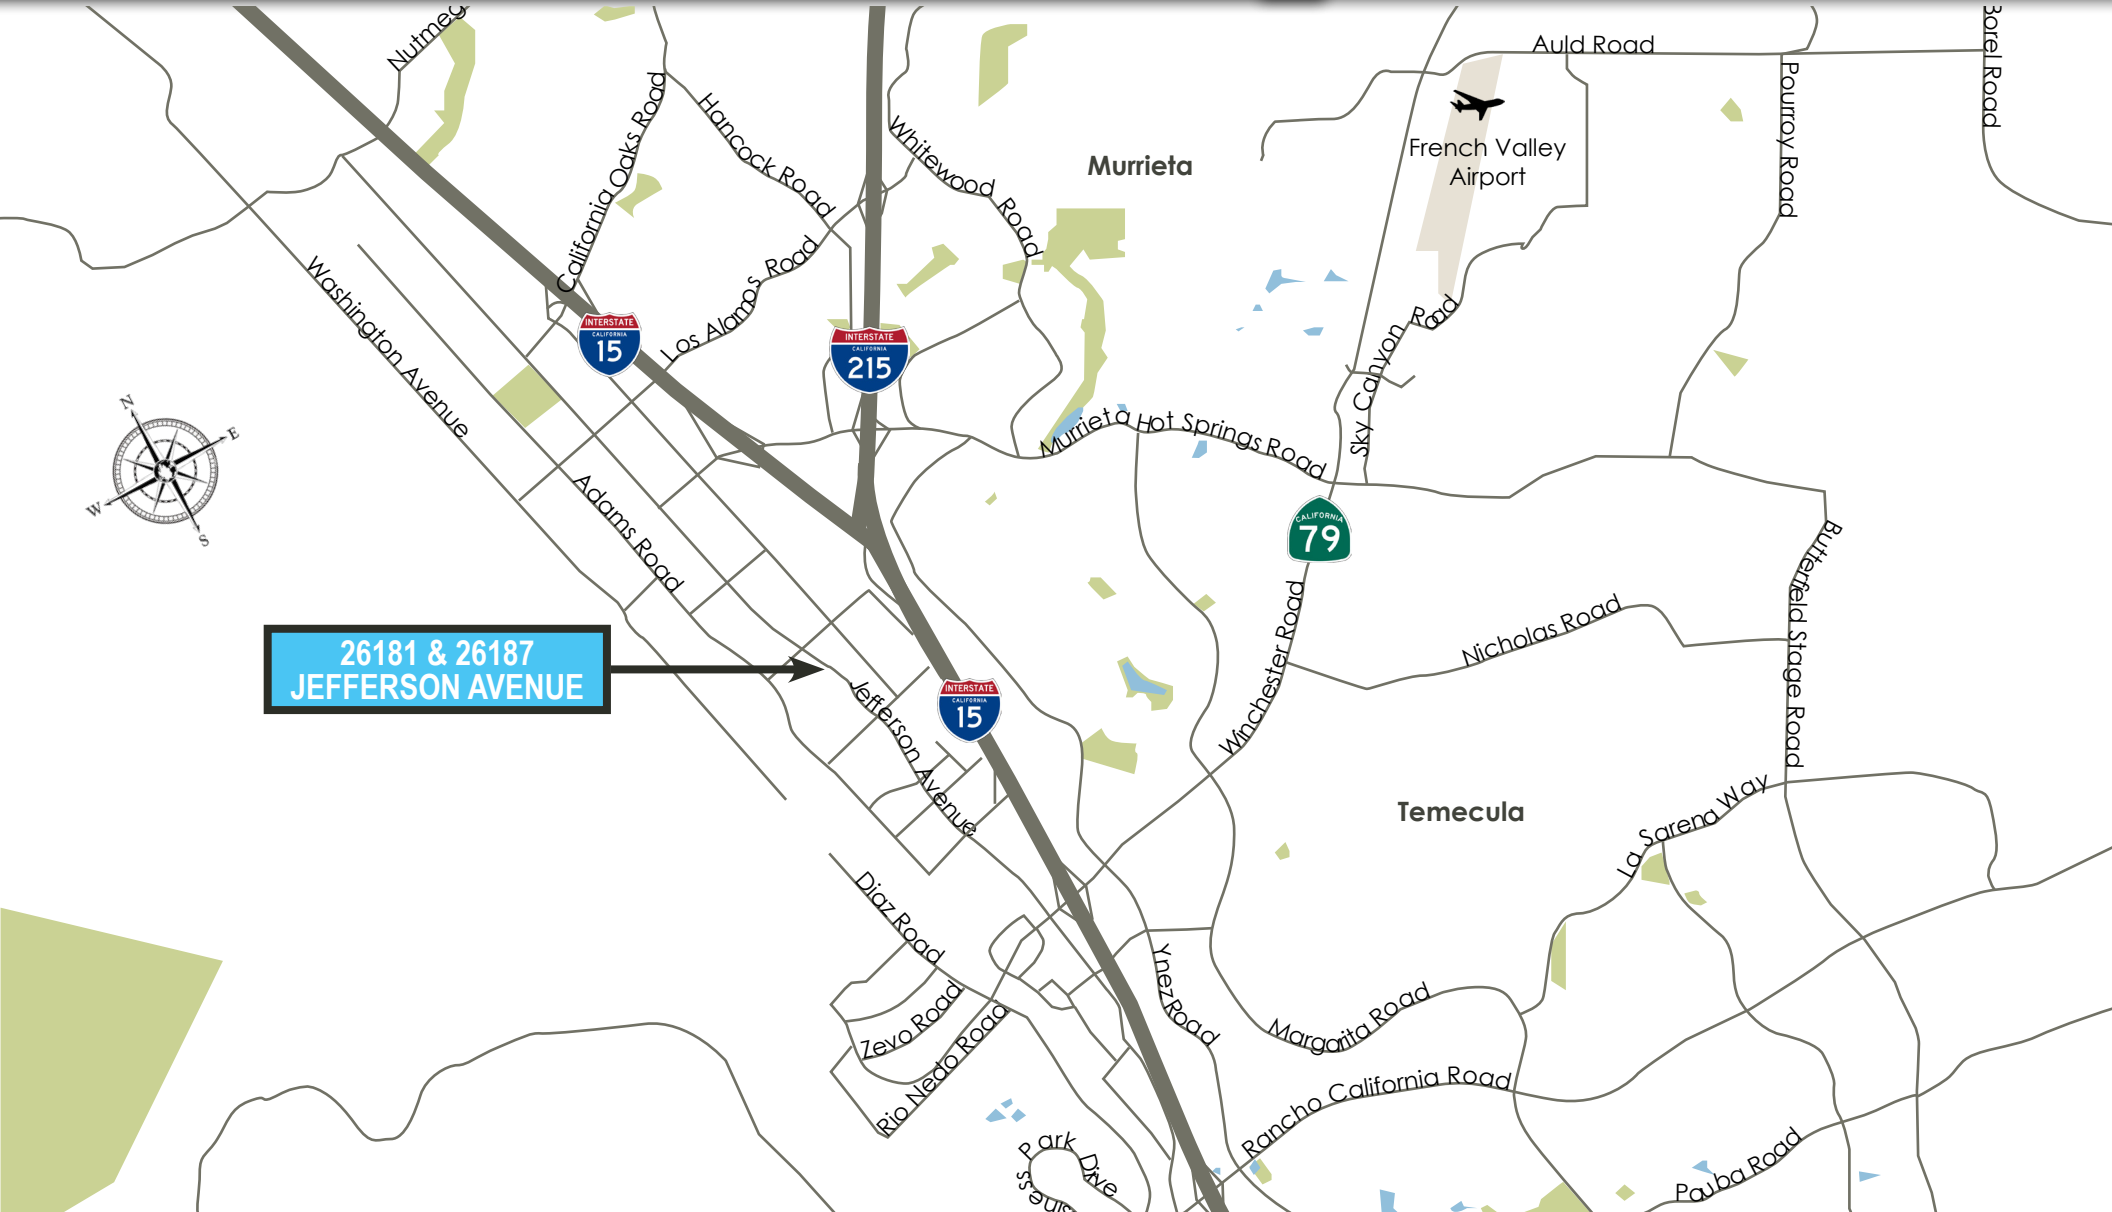 Nutmeg
Auld Road
Borel Road
Pourroy Road
California Oaks Road
Hancock Road
Whitewood Road
Murrieta
French Valley
Airport
Los Alamos Road
Washington Avenue
INTERSTATE
CALIFORNIA
15
INTERSTATE
CALIFORNIA
215
Sky Canyon Road
Murrieta Hot Springs Road
N
E
W
S
Adams Road
CALIFORNIA
79
Butterfield Stage Road
Nicholas Road
Winchester Road
26181 & 26187
JEFFERSON AVENUE
INTERSTATE
CALIFORNIA
15
Jefferson Avenue
Temecula
La Sarena Way
Diaz Road
Ynez Road
Zevo Road
Rio Nedo Road
Margarita Road
Rancho California Road
Pauba Road
Park Drive
siness